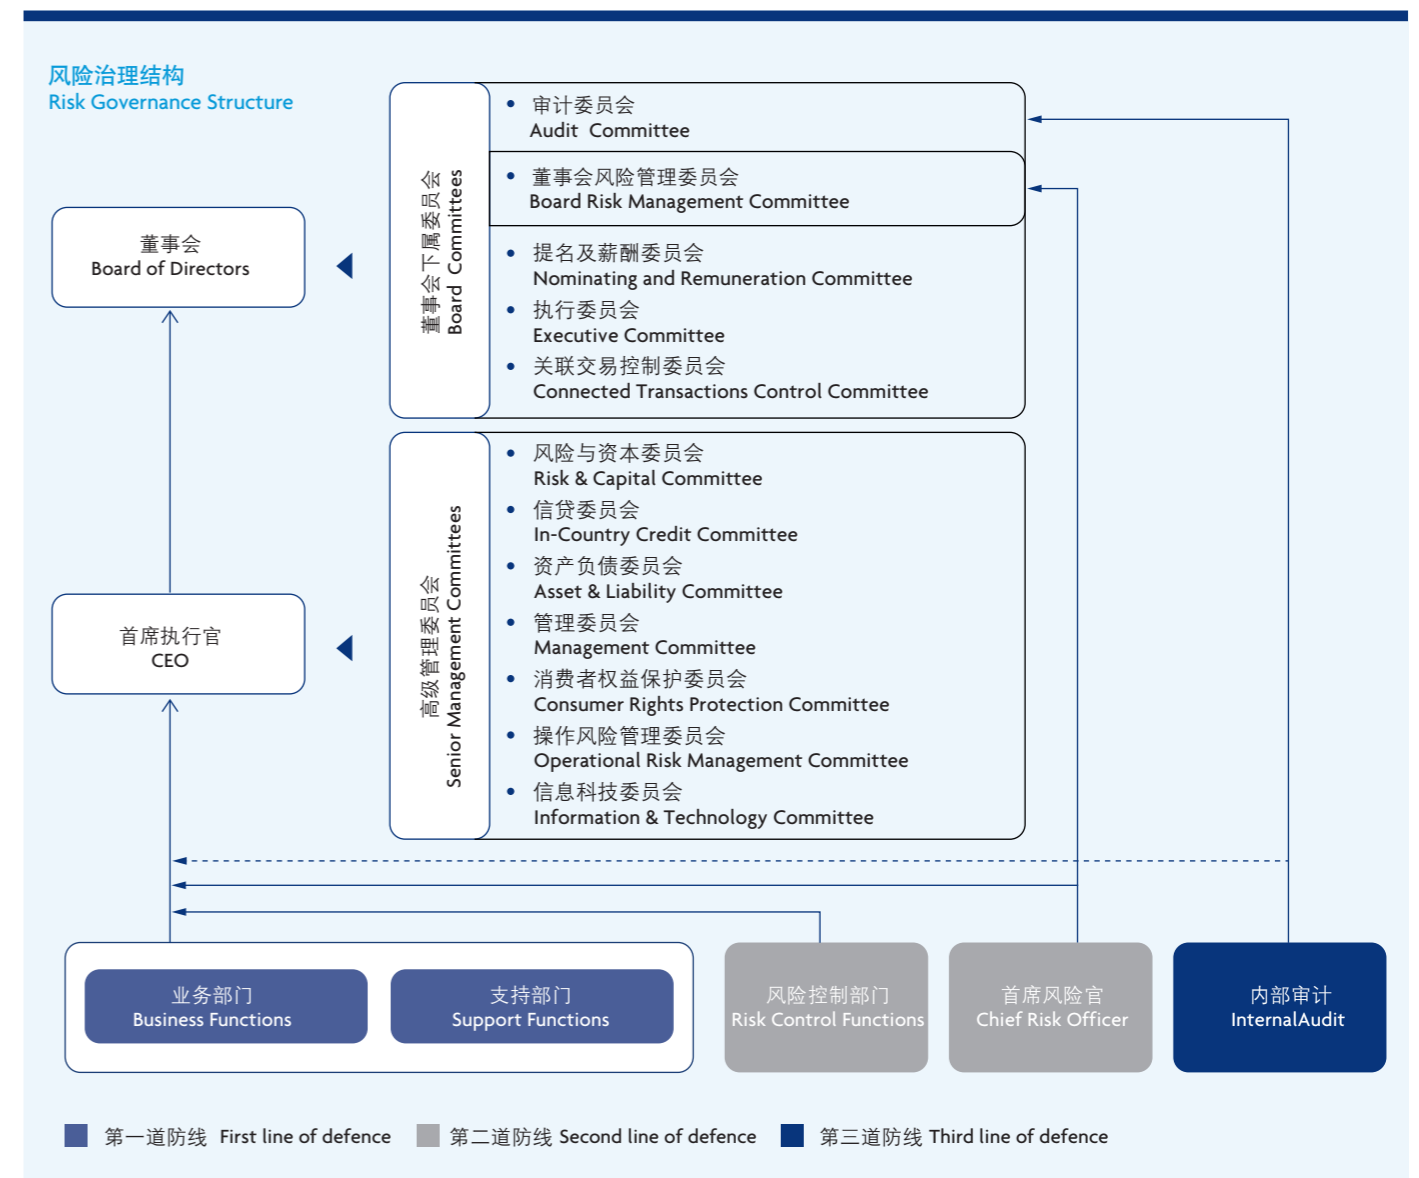 风险治理结构
Risk Governance Structure
董事会
Board of Directors
董事会下属委员会
Board Committees
• 审计委员会
Audit Committee
• 董事会风险管理委员会
Board Risk Management Committee
• 提名及薪酬委员会
Nominating and Remuneration Committee
• 执行委员会
Executive Committee
• 关联交易控制委员会
Connected Transactions Control Committee
首席执行官
CEO
高级管理委员会
Senior Management Committees
• 风险与资本委员会
Risk & Capital Committee
• 信贷委员会
In-Country Credit Committee
• 资产负债委员会
Asset & Liability Committee
• 管理委员会
Management Committee
• 消费者权益保护委员会
Consumer Rights Protection Committee
• 操作风险管理委员会
Operational Risk Management Committee
• 信息科技委员会
Information & Technology Committee
业务部门
Business Functions
支持部门
Support Functions
风险控制部门
Risk Control Functions
首席风险官
Chief Risk Officer
内部审计
InternalAudit
第一道防线 First line of defence
第二道防线 Second line of defence
第三道防线 Third line of defence